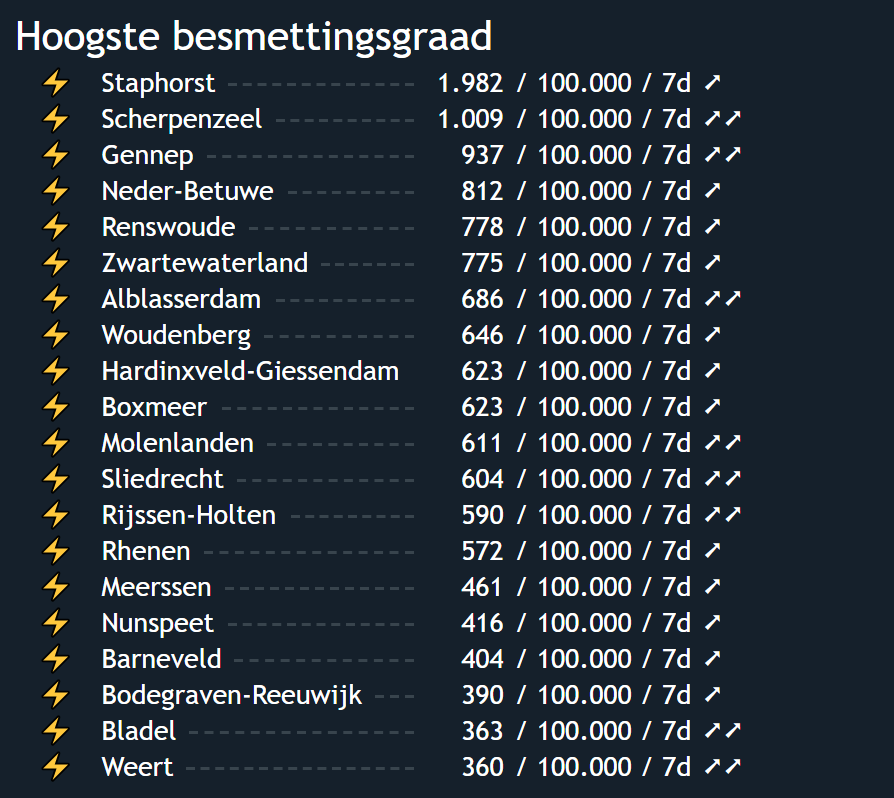 Hoogste besmettingsgraad
⚡ Staphorst ------------- 1.982 / 100.000 / 7d ➚
⚡ Scherpenzeel ---------- 1.009 / 100.000 / 7d ➚➚
⚡ Gennep --------------- 937 / 100.000 / 7d ➚➚
⚡ Neder-Betuwe --------- 812 / 100.000 / 7d ➚
⚡ Renswoude ------------ 778 / 100.000 / 7d ➚
⚡ Zwartewaterland ------- 775 / 100.000 / 7d ➚
⚡ Alblasserdam ---------- 686 / 100.000 / 7d ➚➚
⚡ Woudenberg ----------- 646 / 100.000 / 7d ➚
⚡ Hardinxveld-Giessendam 623 / 100.000 / 7d ➚
⚡ Boxmeer -------------- 623 / 100.000 / 7d ➚
⚡ Molenlanden ----------- 611 / 100.000 / 7d ➚➚
⚡ Sliedrecht ------------- 604 / 100.000 / 7d ➚➚
⚡ Rijssen-Holten --------- 590 / 100.000 / 7d ➚➚
⚡ Rhenen --------------- 572 / 100.000 / 7d ➚
⚡ Meerssen -------------- 461 / 100.000 / 7d ➚
⚡ Nunspeet ------------- 416 / 100.000 / 7d ➚
⚡ Barneveld ------------- 404 / 100.000 / 7d ➚
⚡ Bodegraven-Reeuwijk --- 390 / 100.000 / 7d ➚
⚡ Bladel ---------------- 363 / 100.000 / 7d ➚➚
⚡ Weert ---------------- 360 / 100.000 / 7d ➚➚